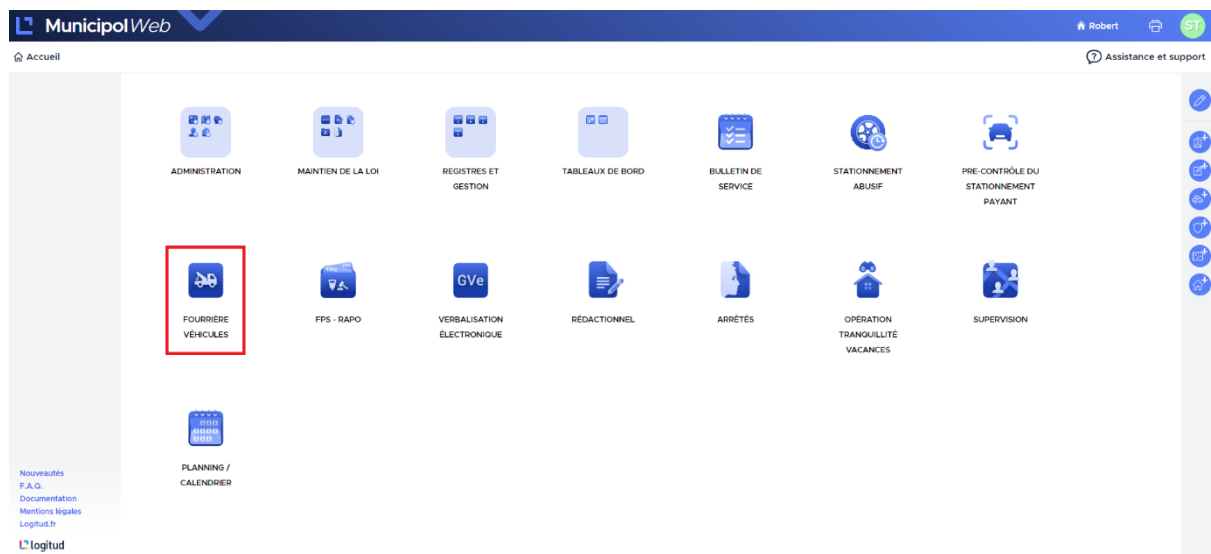 MunicipolWeb
Robert
ST
Accueil
Assistance et support
ADMINISTRATION
MAINTIEN DE LA LOI
REGISTRES ET
GESTION
TABLEAUX DE BORD
BULLETIN DE
SERVICE
STATIONNEMENT
ABUSIF
PRE-CONTRÔLE DU
STATIONNEMENT
PAYANT
FOURRIÈRE
VÉHICULES
FPS - RAPO
GVe
VERBALISATION
ÉLECTRONIQUE
RÉDACTIONNEL
ARRÊTÉS
OPÉRATION
TRANQUILLITÉ
VACANCES
SUPERVISION
PLANNING /
CALENDRIER
Nouveautés
F.A.Q.
Documentation
Mentions légales
Logitud.fr
logitud